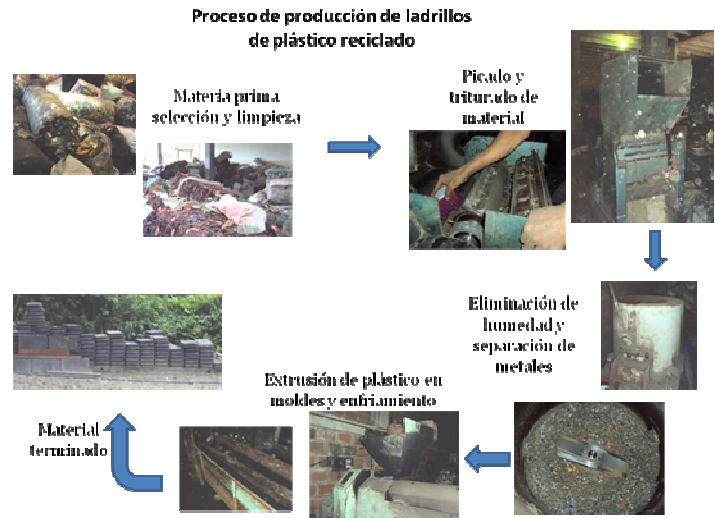 Proceso de producción de ladrillos
de plástico reciclado
Materia prima
selección y limpieza
Picado y
triturado de
material
Eliminación de
humedad y
separación de
metales
Extrusión de plástico en
moldes y enfriamiento
Material
terminado